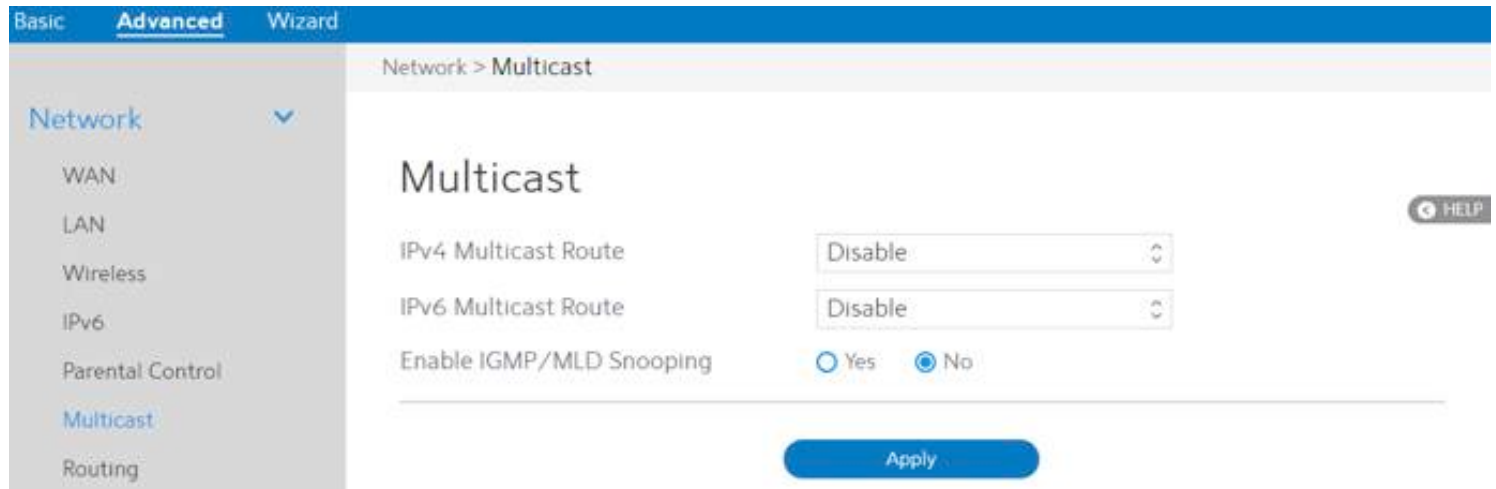 Basic Advanced Wizard
Network > Multicast
Network
WAN
LAN
Wireless
IPv6
Parental Control
Multicast
Routing
Multicast
HELP
IPv4 Multicast Route Disable
IPv6 Multicast Route Disable
Enable IGMP/MLD Snooping Yes No
Apply